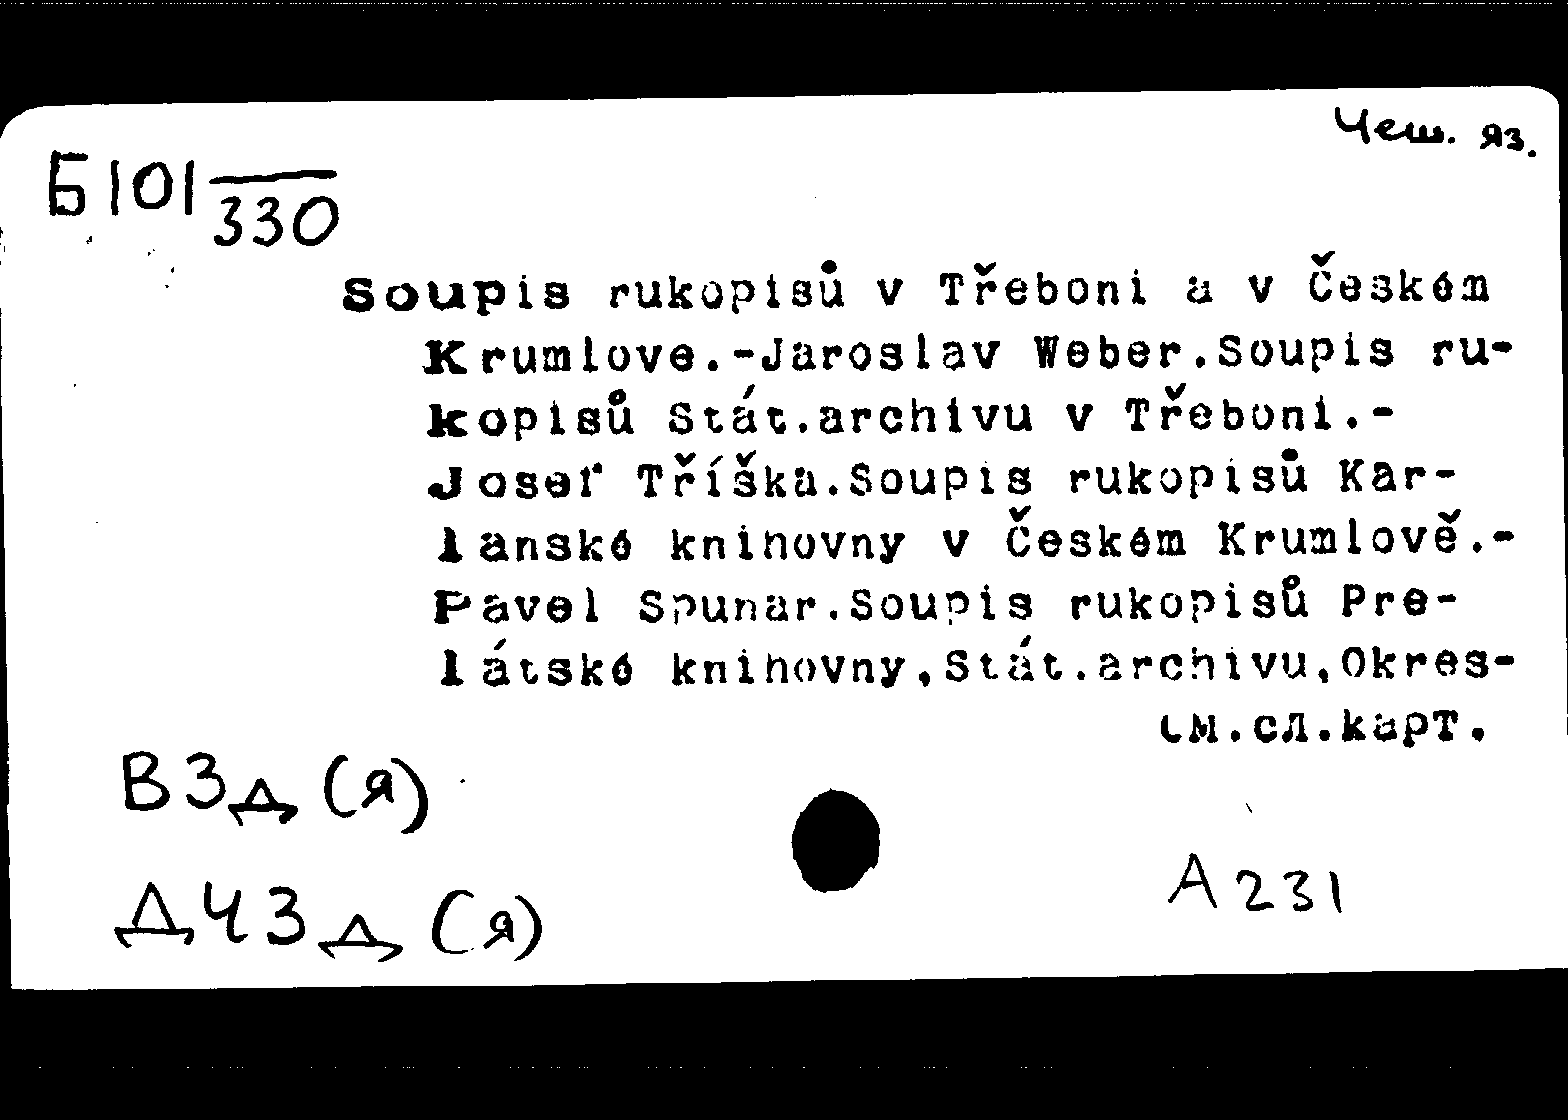 Чеш. яз.
Б101 330
Soupis rukopisů v Třeboni a v Českém
Krumlove.-Jaroslav Weber.Soupis ru-
kopisů Stát.archivu v Třeboni.-
Josef Tříška.Soupis rukopisů Kar-
lanské knihovny v Českém Krumlově.-
Pavel Spunar.Soupis rukopisů Pre-
látské knihovny,Stát.archivu,Okres-
см.сл.карт.
В3д (я)
ДЧЗд (я)
А231